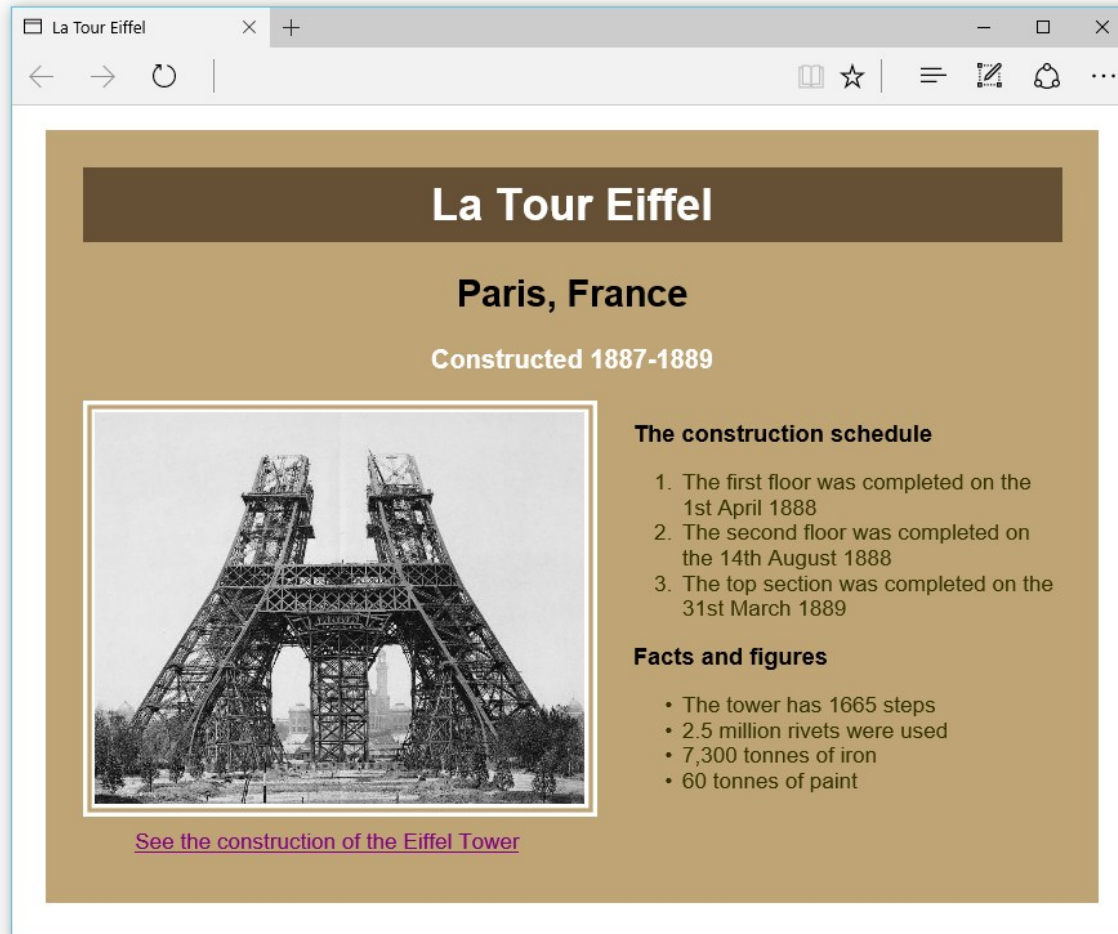 La Tour Eiffel
La Tour Eiffel
Paris, France
Constructed 1887-1889
The construction schedule
1. The first floor was completed on the
1st April 1888
2. The second floor was completed on
the 14th August 1888
3. The top section was completed on the
31st March 1889
Facts and figures
• The tower has 1665 steps
• 2.5 million rivets were used
• 7,300 tonnes of iron
• 60 tonnes of paint
See the construction of the Eiffel Tower